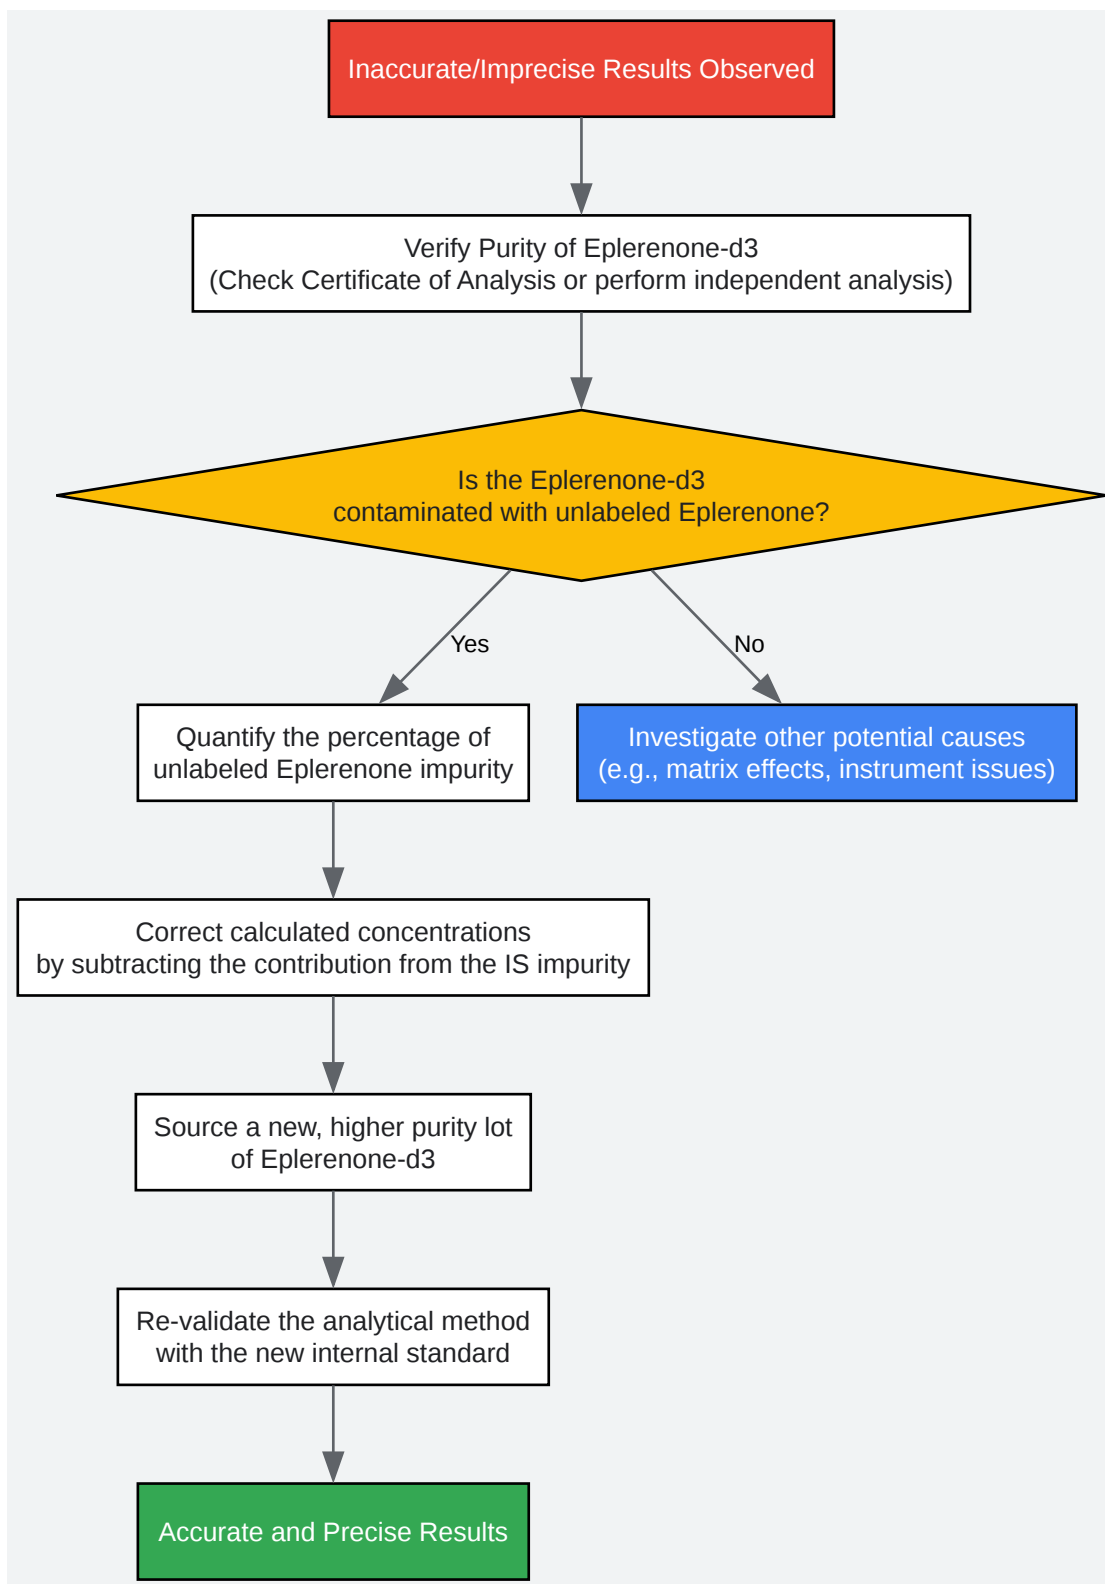 Inaccurate/Imprecise Results Observed
Verify Purity of Eplerenone-d3
(Check Certificate of Analysis or perform independent analysis)
Is the Eplerenone-d3
contaminated with unlabeled Eplerenone?
Yes
No
Quantify the percentage of
unlabeled Eplerenone impurity
Investigate other potential causes
(e.g., matrix effects, instrument issues)
Correct calculated concentrations
by subtracting the contribution from the IS impurity
Source a new, higher purity lot
of Eplerenone-d3
Re-validate the analytical method
with the new internal standard
Accurate and Precise Results